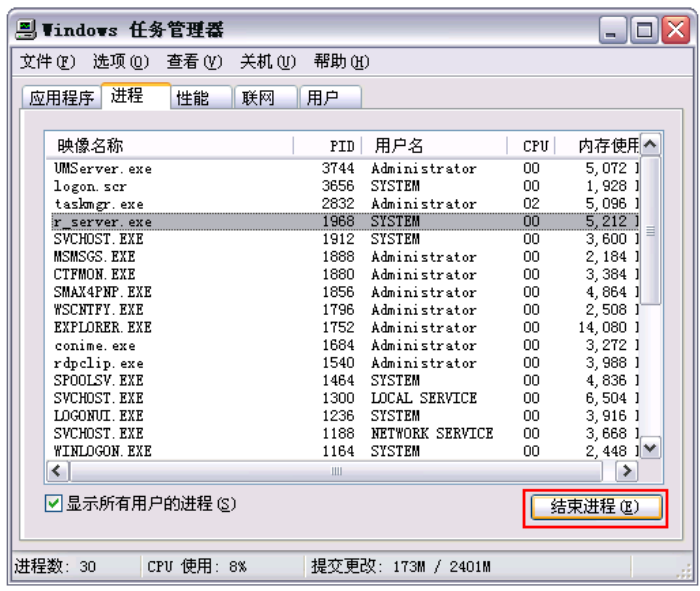 Windows 任务管理器
文件(F) 选项(O) 查看(V) 关机(U) 帮助(H)
应用程序 进程 性能 联网 用户
映像名称 PID 用户名 CPU 内存使用
UMServer.exe 3744 Administrator 00 5,072
logon.scr 3656 SYSTEM 00 1,928
taskmgr.exe 2832 Administrator 02 5,096
r_server.exe 1968 SYSTEM 00 5,212
SVCHOST.EXE 1912 SYSTEM 00 3,600
MSMSGS.EXE 1888 Administrator 00 2,184
CTFMON.EXE 1880 Administrator 00 3,384
SMAX4PNP.EXE 1856 Administrator 00 4,864
WSCNTFY.EXE 1796 Administrator 00 2,508
EXPLORER.EXE 1752 Administrator 00 14,080
conime.exe 1684 Administrator 00 3,272
rdpclip.exe 1540 Administrator 00 3,988
SPOOLSV.EXE 1464 SYSTEM 00 4,836
SVCHOST.EXE 1300 LOCAL SERVICE 00 6,504
LOGONUI.EXE 1236 SYSTEM 00 3,916
SVCHOST.EXE 1188 NETWORK SERVICE 00 3,668
WINLOGON.EXE 1164 SYSTEM 00 2,448
显示所有用户的进程(S) 结束进程(E)
进程数: 30 CPU 使用: 8% 提交更改: 173M / 2401M